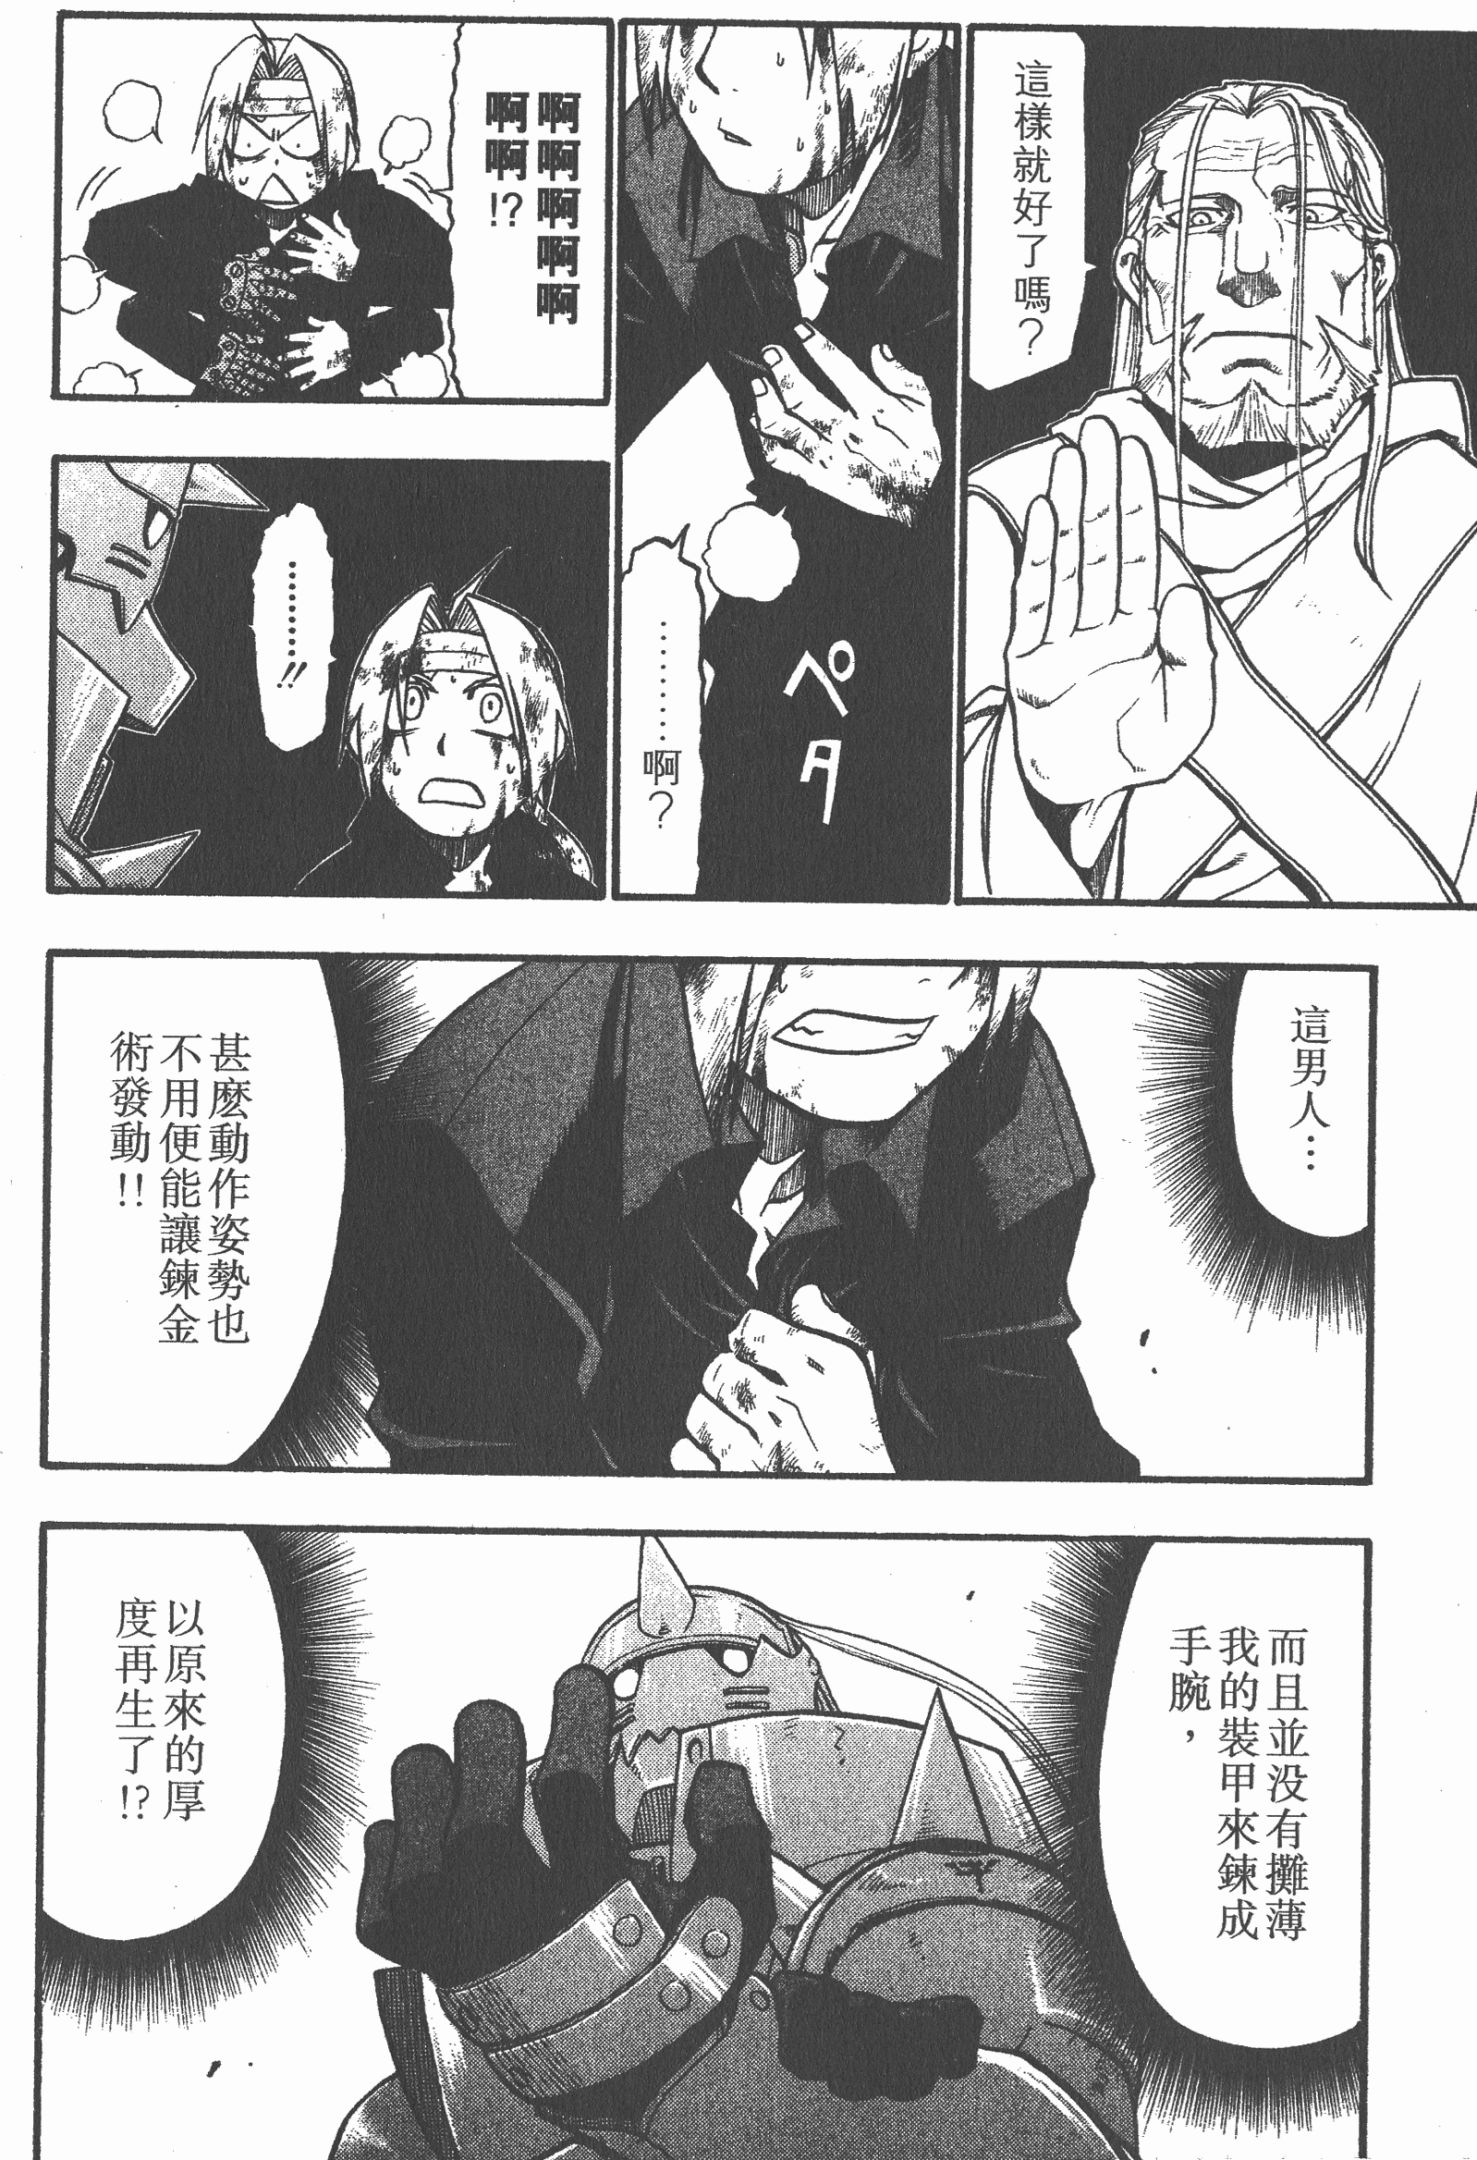 這樣就好了嗎？
ペタ
………啊？
啊啊啊啊啊
啊啊!?
………!!
這男人…
甚麼動作姿勢也
不用便能讓鍊金
術發動!!
而且並没有攤薄
我的裝甲來鍊成
手腕，
以原來的厚
度再生了!?